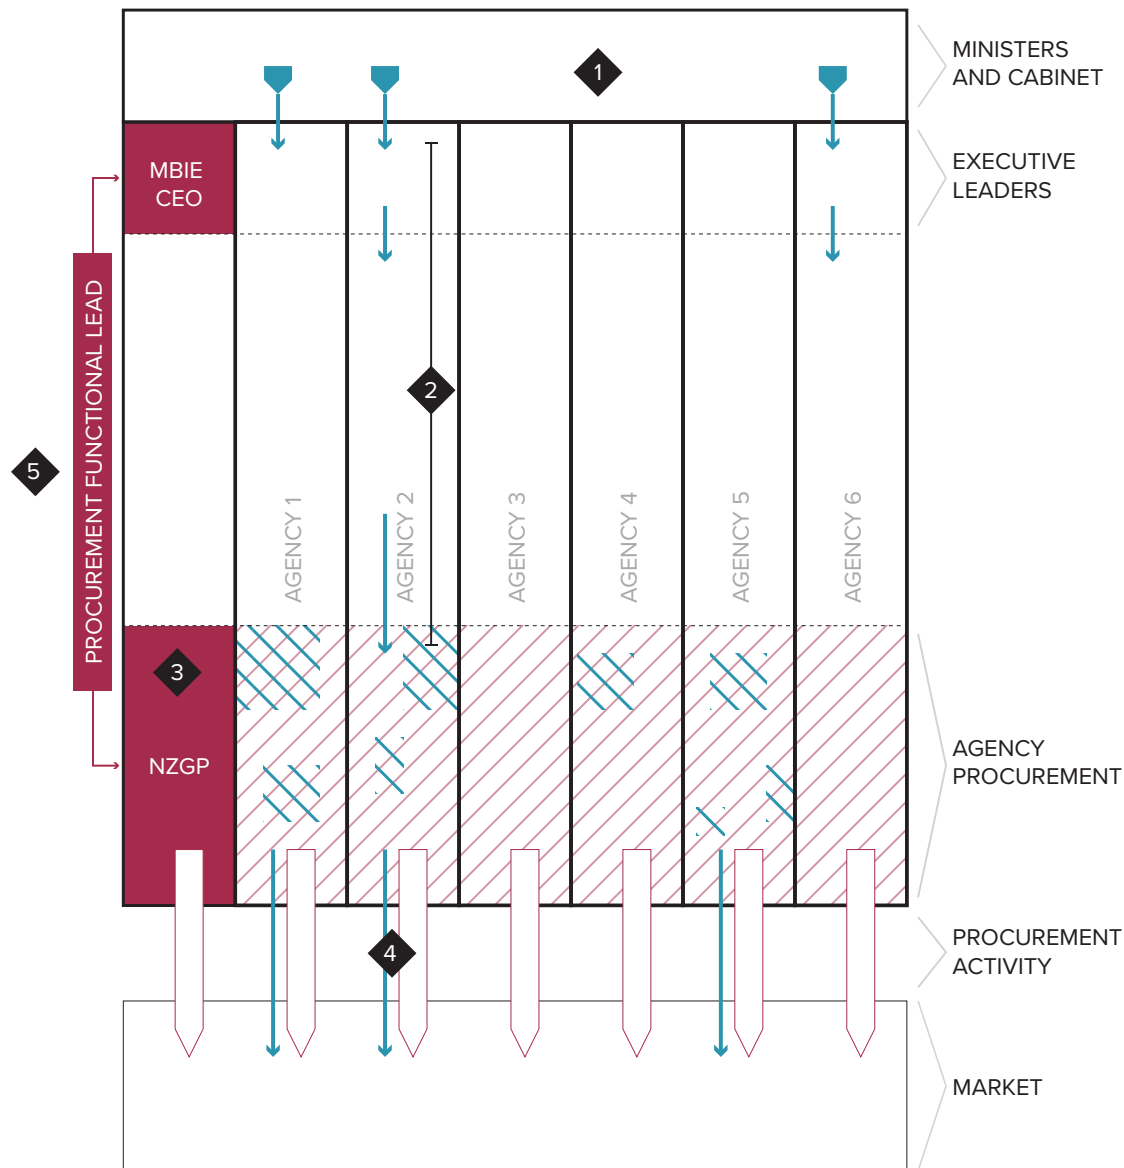 1
MINISTERS
AND CABINET
MBIE
CEO
EXECUTIVE
LEADERS
PROCUREMENT FUNCTIONAL LEAD
2
5
AGENCY 1
AGENCY 2
AGENCY 3
AGENCY 4
AGENCY 5
AGENCY 6
3
NZGP
AGENCY
PROCUREMENT
4
PROCUREMENT
ACTIVITY
MARKET